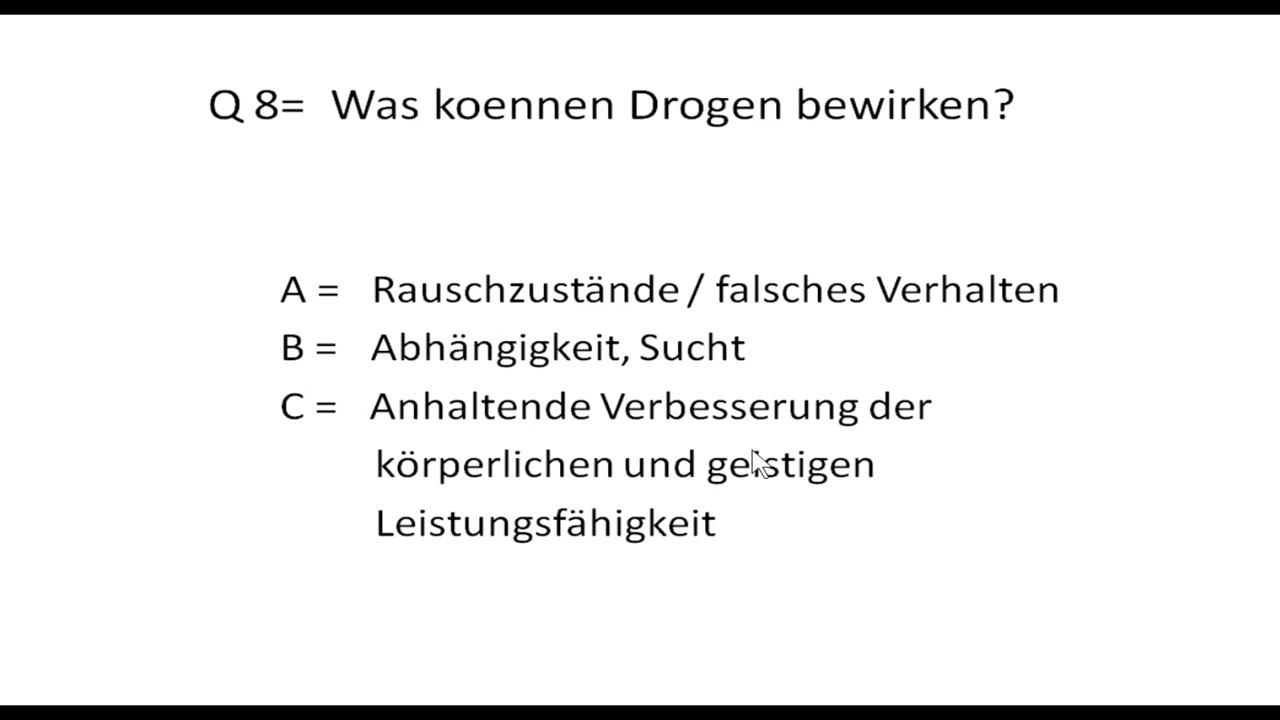 Q 8= Was koennen Drogen bewirken?
A = Rauschzustände / falsches Verhalten
B = Abhängigkeit, Sucht
C = Anhaltende Verbesserung der
körperlichen und geistigen
Leistungsfähigkeit